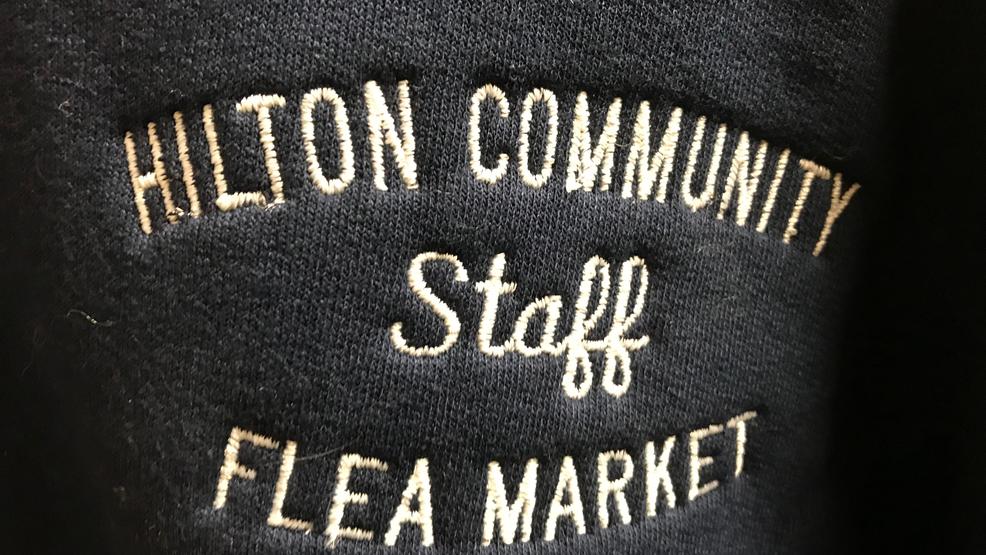 HILTON COMMUNITY
Staff
FLEA MARKET